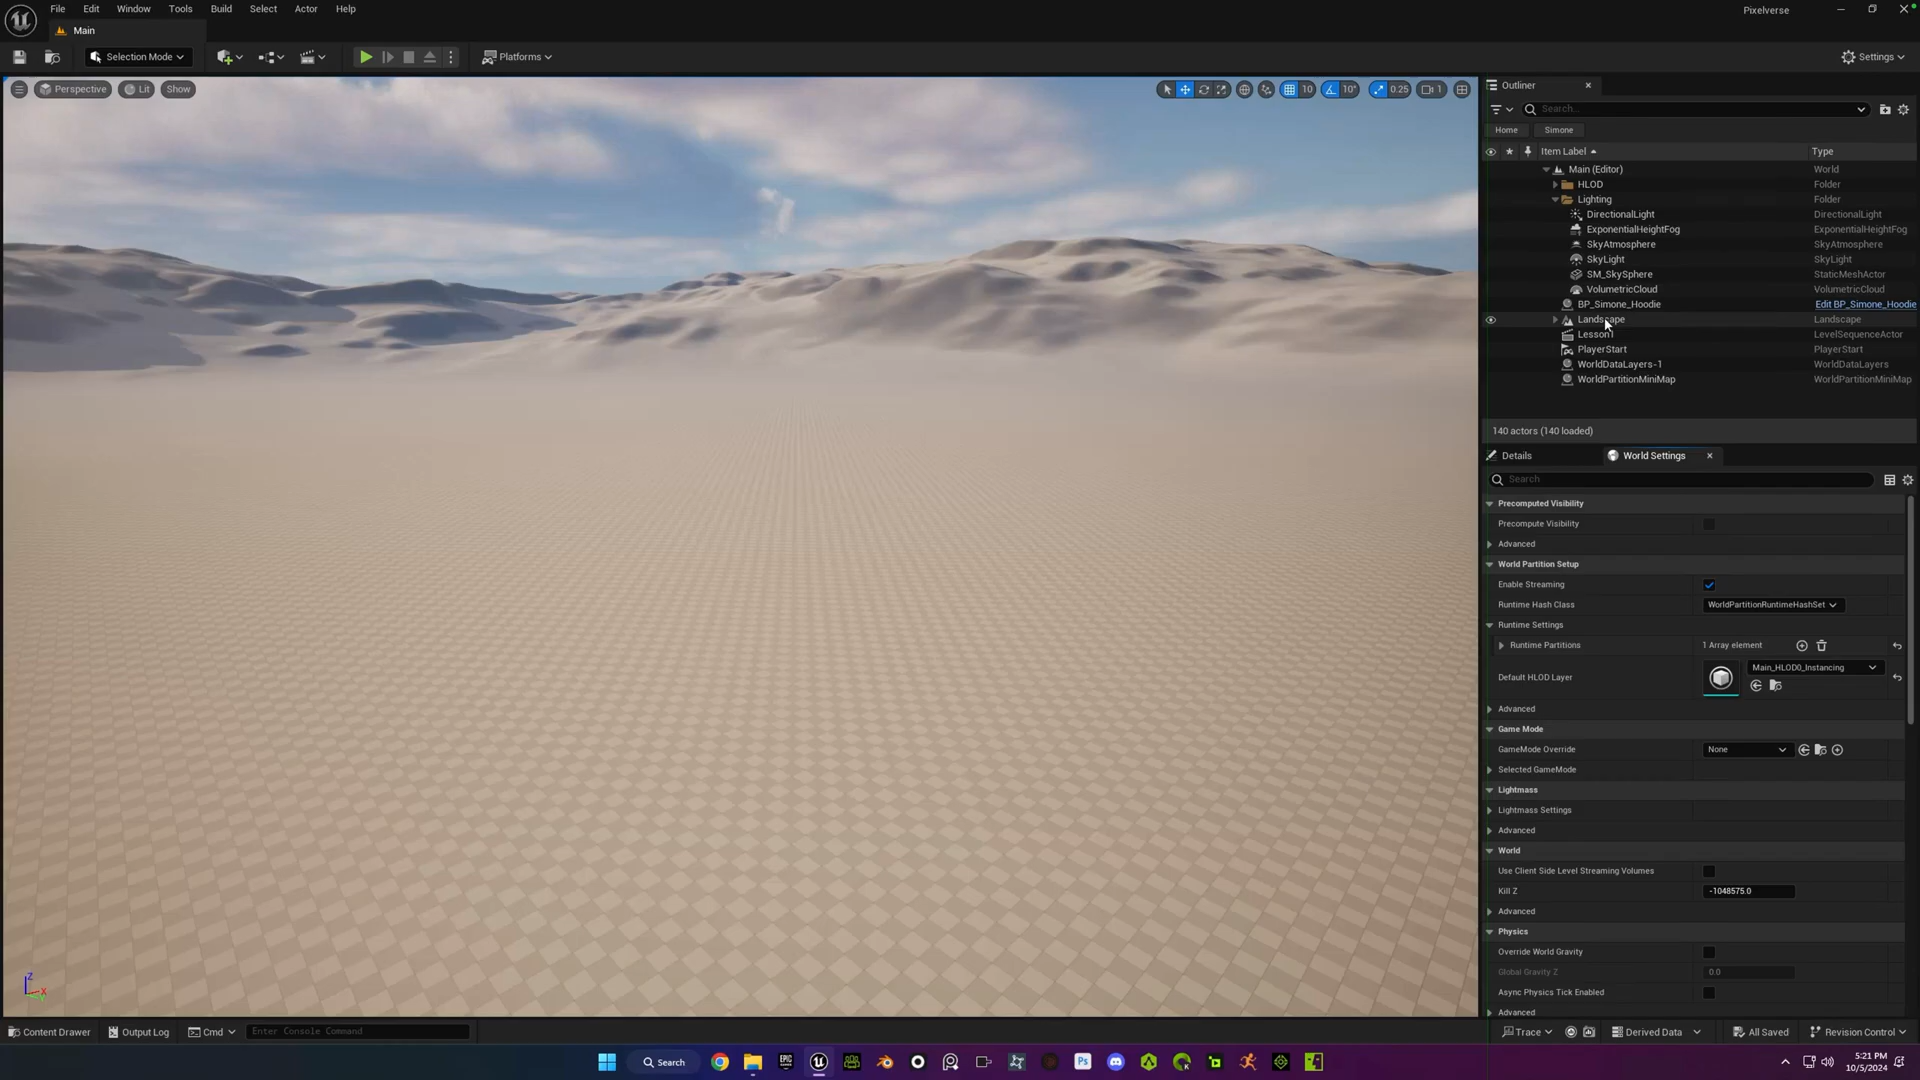 File Edit Window Tools Build Select Actor Help Pixelverse
Main
Selection Mode Platforms Settings
Perspective Lit Show 10 10° 0.25 1
Outliner
Search...
Home Simone
Item Label Type
Main (Editor) World
HLOD Folder
Lighting Folder
DirectionalLight DirectionalLight
ExponentialHeightFog ExponentialHeightFog
SkyAtmosphere SkyAtmosphere
SkyLight SkyLight
SM_SkySphere StaticMeshActor
VolumetricCloud VolumetricCloud
BP_Simone_Hoodie Edit BP_Simone_Hoodie
Landscape Landscape
Lesson1 LevelSequenceActor
PlayerStart PlayerStart
WorldDataLayers-1 WorldDataLayers
WorldPartitionMiniMap WorldPartitionMiniMap
140 actors (140 loaded)
Details World Settings
Search
Precomputed Visibility
Precompute Visibility
Advanced
World Partition Setup
Enable Streaming
Runtime Hash Class WorldPartitionRuntimeHashSet
Runtime Settings
Runtime Partitions 1 Array element
Default HLOD Layer Main_HLOD0_Instancing
Advanced
Game Mode
GameMode Override None
Selected GameMode
Lightmass
Lightmass Settings
Advanced
World
Use Client Side Level Streaming Volumes
Kill Z -1048575.0
Advanced
Physics
Override World Gravity
Global Gravity Z 0.0
Async Physics Tick Enabled
Advanced
Z X Y
Content Drawer Output Log Cmd Enter Console Command Trace Derived Data All Saved Revision Control
Search Ps 5:21 PM
10/5/2024